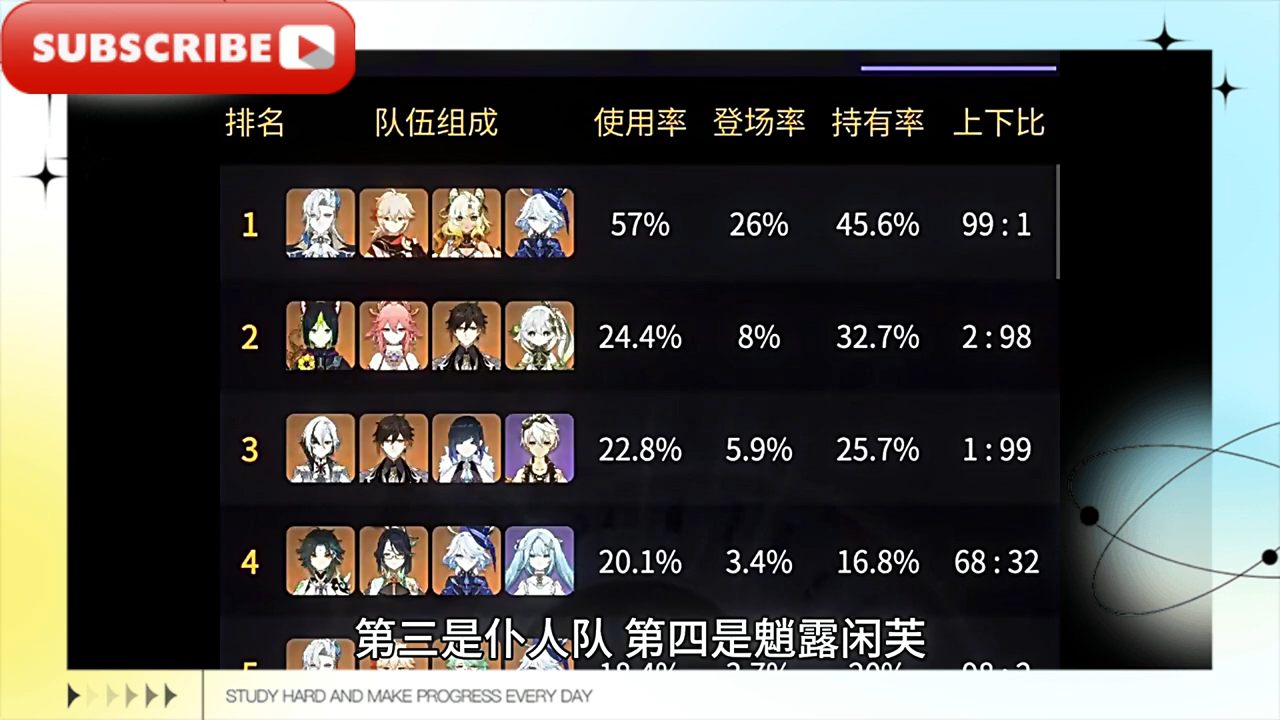 SUBSCRIBE
排名 队伍组成 使用率 登场率 持有率 上下比
1 57% 26% 45.6% 99:1
2 24.4% 8% 32.7% 2:98
3 22.8% 5.9% 25.7% 1:99
4 20.1% 3.4% 16.8% 68:32
第三是仆人队 第四是魈露闲芙
STUDY HARD AND MAKE PROGRESS EVERY DAY